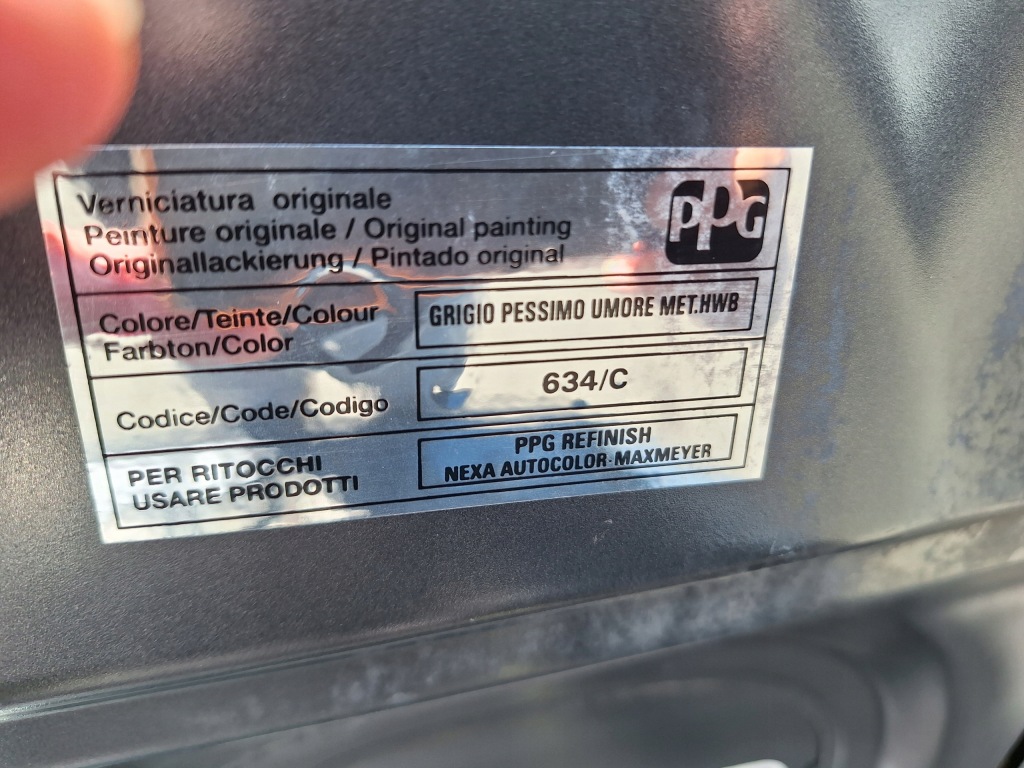 Verniciatura originale
Peinture originale / Original painting
Originallackierung / Pintado original
PPG
Colore/Teinte/Colour
Farbton/Color
GRIGIO PESSIMO UMORE MET.HWB
Codice/Code/Codigo
634/C
PER RITOCCHI
USARE PRODOTTI
PPG REFINISH
NEXA AUTOCOLOR-MAXMEYER